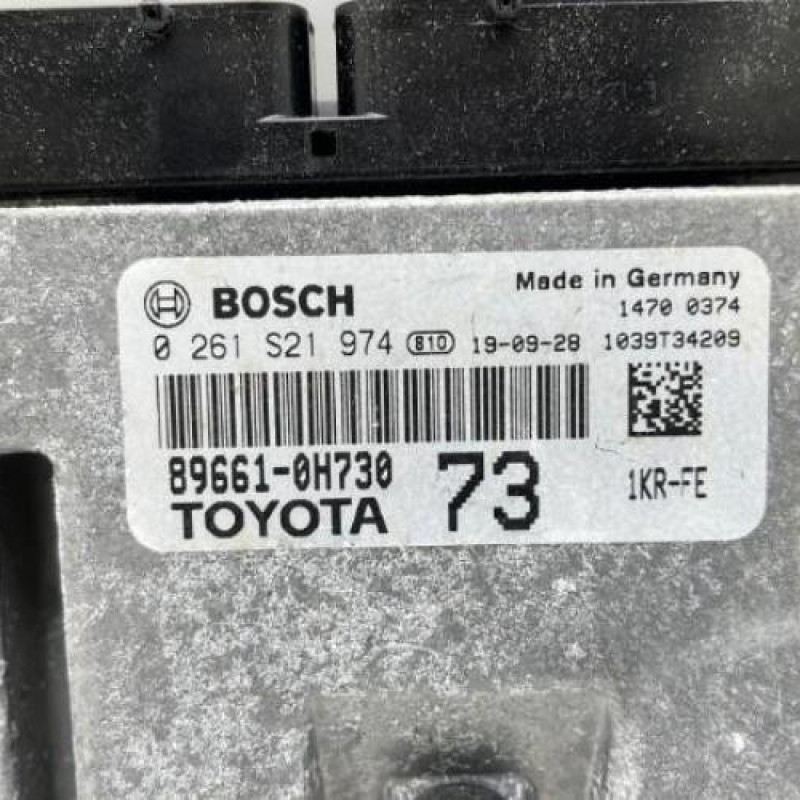 BOSCH Made in Germany
1470 0374
0 261 S21 974 810 19-09-28 1039T34209
89661-0H730 73 1KR-FE
TOYOTA